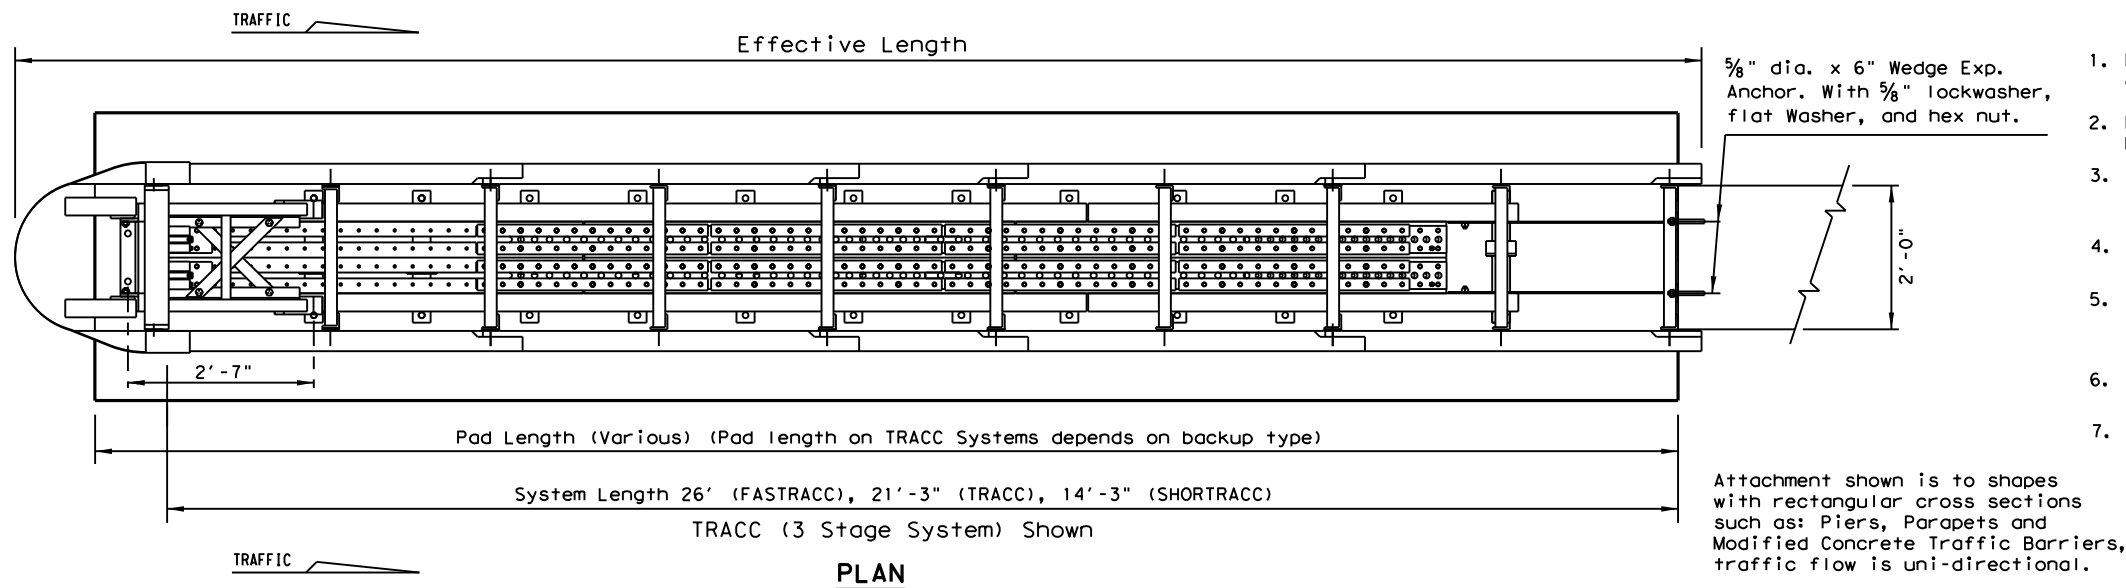 TRAFFIC
Effective Length
⅝" dia. x 6" Wedge Exp.
Anchor. With ⅝" lockwasher,
flat Washer, and hex nut.
1.
2.
3.
4.
5.
6.
7.
2'-0"
2'-7"
Pad Length (Various) (Pad length on TRACC Systems depends on backup type)
System Length 26' (FASTRACC), 21'-3" (TRACC), 14'-3" (SHORTRACC)
TRACC (3 Stage System) Shown
Attachment shown is to shapes
with rectangular cross sections
such as: Piers, Parapets and
Modified Concrete Traffic Barriers,
traffic flow is uni-directional.
TRAFFIC
PLAN